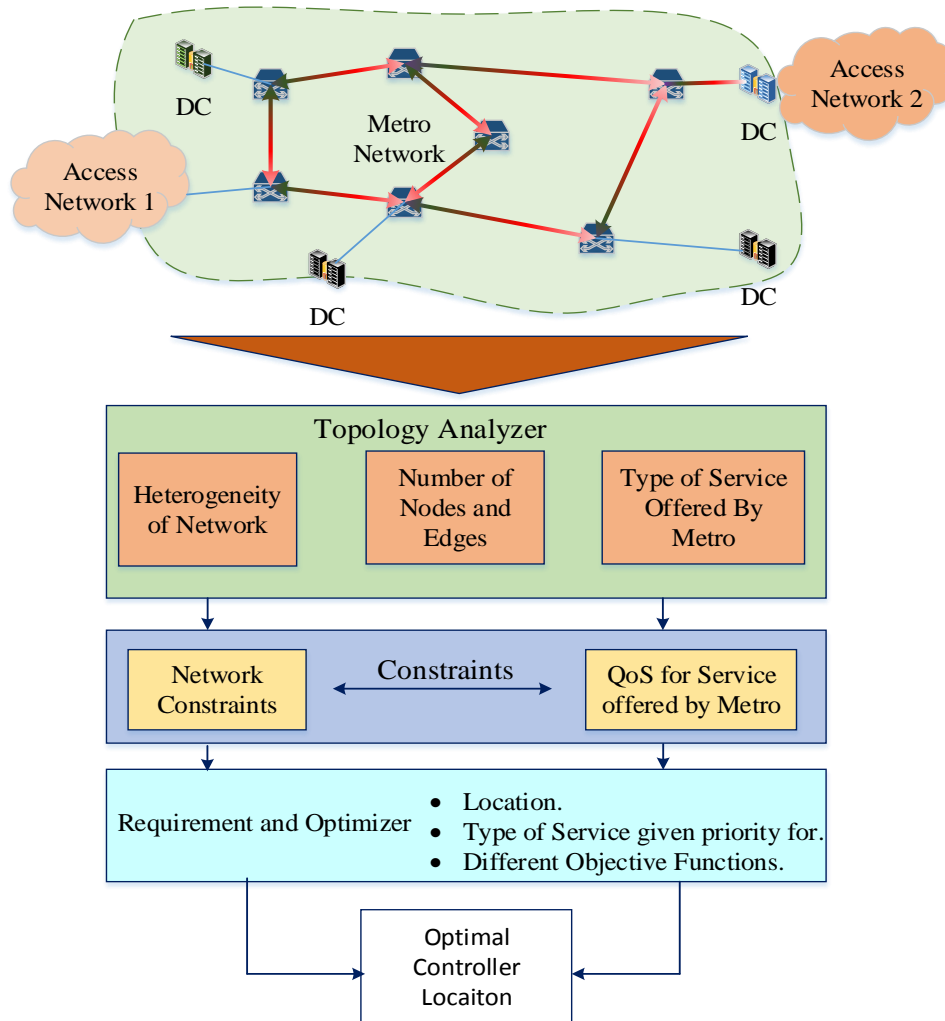 DC
Metro
Network
Access
Network 2
DC
Access
Network 1
DC
DC
Topology Analyzer
Heterogneity
of Network
Number of
Nodes and
Edges
Type of Service
Offered By
Metro
Network
Constraints
Constraints
QoS for Service
offered by Metro
Requirement and Optimizer
• Location.
• Type of Service given priority for.
• Different Objective Functions.
Optimal
Controller
Locaiton